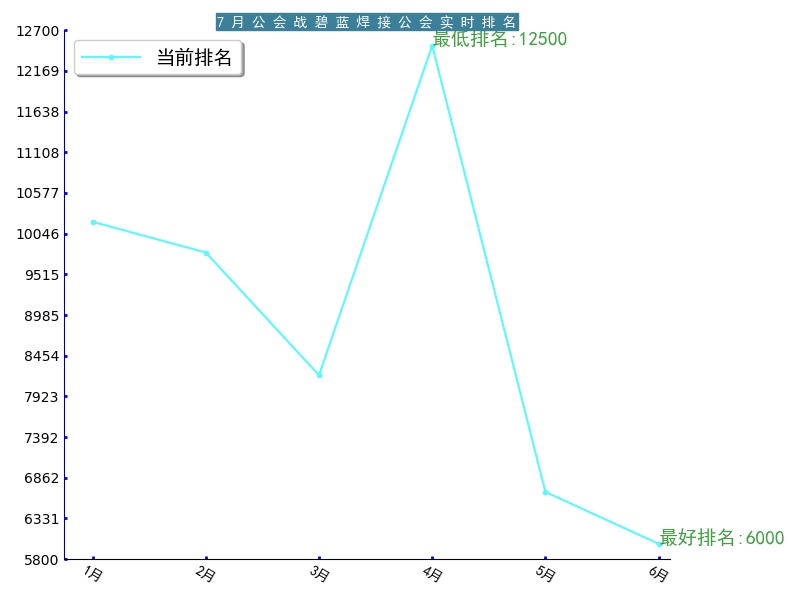 7月公会战碧蓝焊接公会实时排名
当前排名
最低排名:12500
最好排名:6000
12700
12169
11638
11108
10577
10046
9515
8985
8454
7923
7392
6862
6331
5800
1月
2月
3月
4月
5月
6月